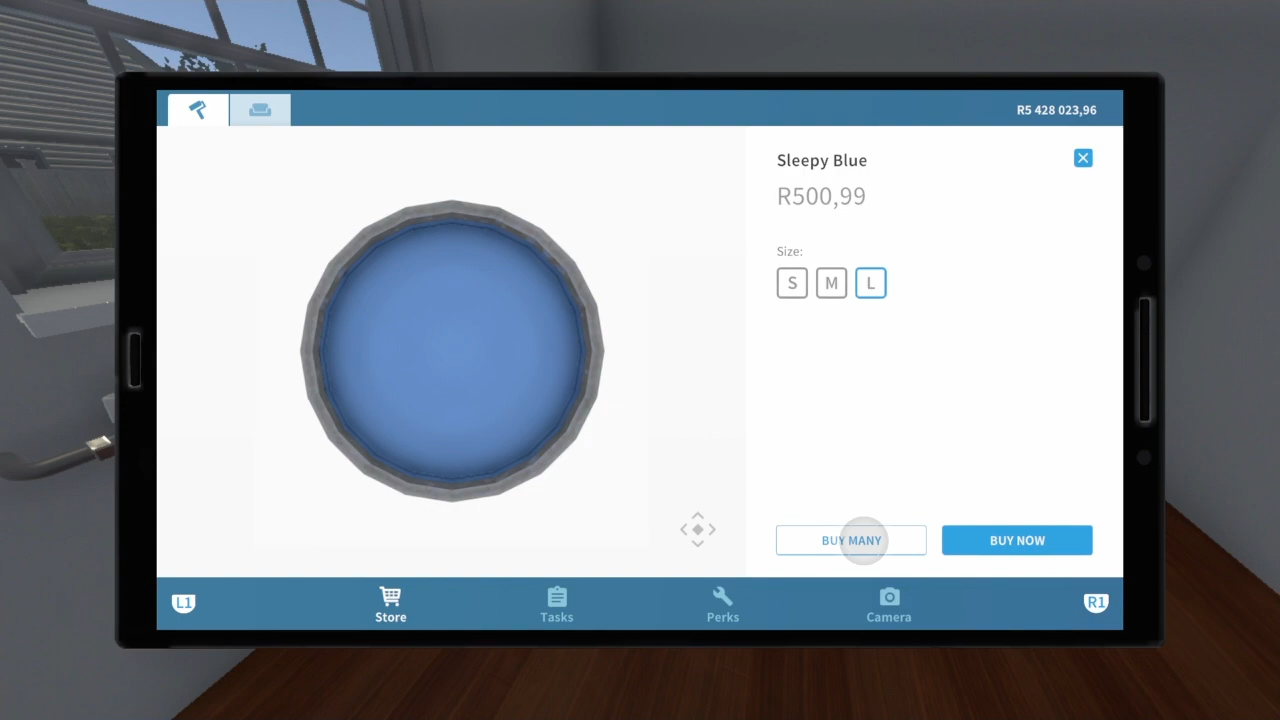 R5 428 023,96
Sleepy Blue
R500,99
Size:
S M L
BUY MANY BUY NOW
L1 Store Tasks Perks Camera R1